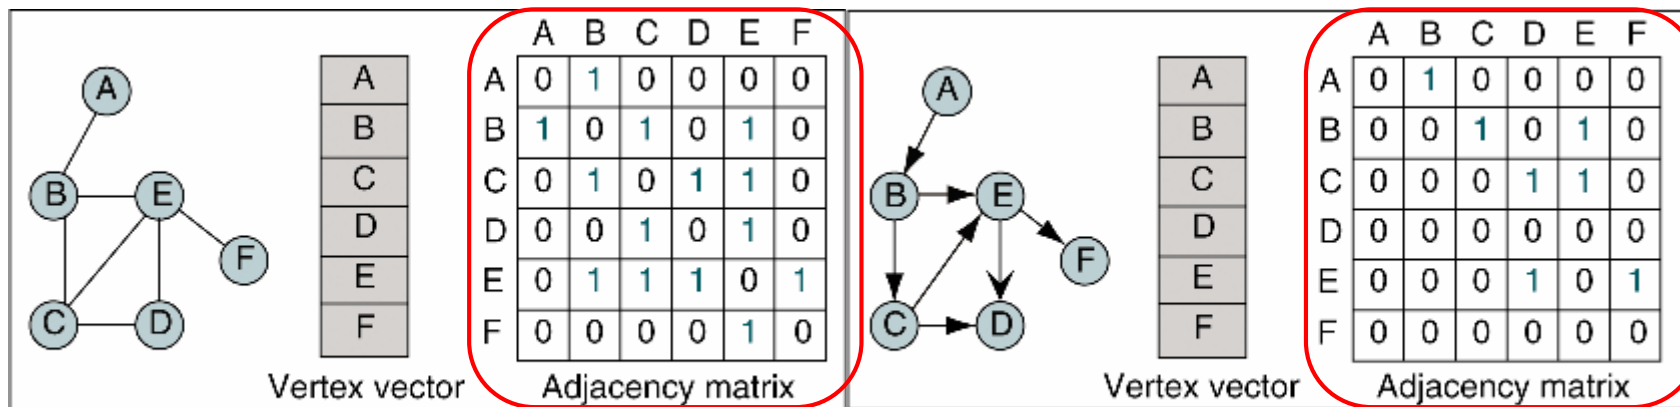 A
B E
F
C D
A
B
C
D
E
F
Vertex vector
A B C D E F
A 0 1 0 0 0 0
B 1 0 1 0 1 0
C 0 1 0 1 1 0
D 0 0 1 0 1 0
E 0 1 1 1 0 1
F 0 0 0 0 1 0
Adjacency matrix
A
B E
F
C D
A
B
C
D
E
F
Vertex vector
A B C D E F
A 0 1 0 0 0 0
B 0 0 1 0 1 0
C 0 0 0 1 1 0
D 0 0 0 0 0 0
E 0 0 0 1 0 1
F 0 0 0 0 0 0
Adjacency matrix